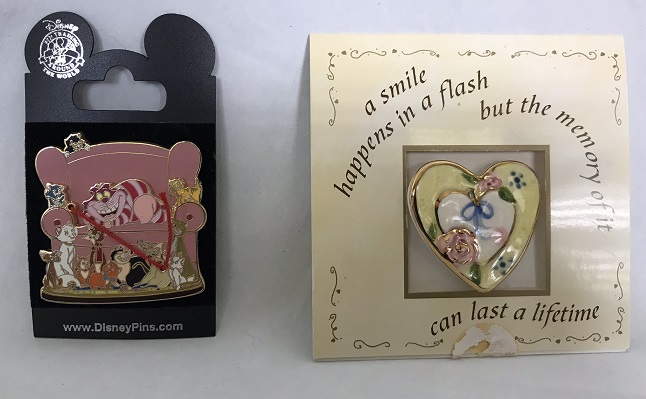 Disney
PIN TRADING
AROUND
THE WORLD
www.DisneyPins.com
a smile
happens in a flash
but the memory of it
can last a lifetime